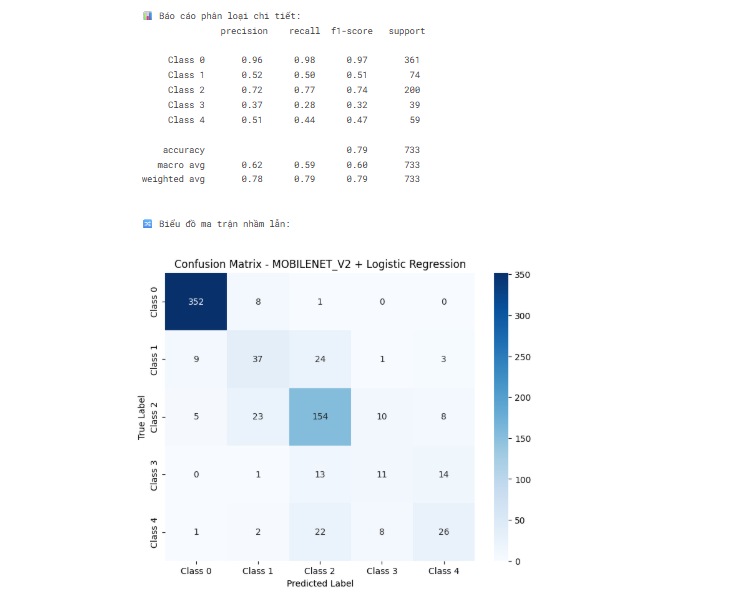 📊 Báo cáo phân loại chi tiết:
precision recall f1-score support
Class 0 0.96 0.98 0.97 361
Class 1 0.52 0.50 0.51 74
Class 2 0.72 0.77 0.74 200
Class 3 0.37 0.28 0.32 39
Class 4 0.51 0.44 0.47 59
accuracy 0.79 733
macro avg 0.62 0.59 0.60 733
weighted avg 0.78 0.79 0.79 733
🔀 Biểu đồ ma trận nhầm lẫn:
Confusion Matrix - MOBILENET_V2 + Logistic Regression
Class 0 352 8 1 0 0
Class 1 9 37 24 1 3
Class 2 5 23 154 10 8
Class 3 0 1 13 11 14
Class 4 1 2 22 8 26
True Label
Class 0 Class 1 Class 2 Class 3 Class 4
Predicted Label
350
300
250
200
150
100
50
0